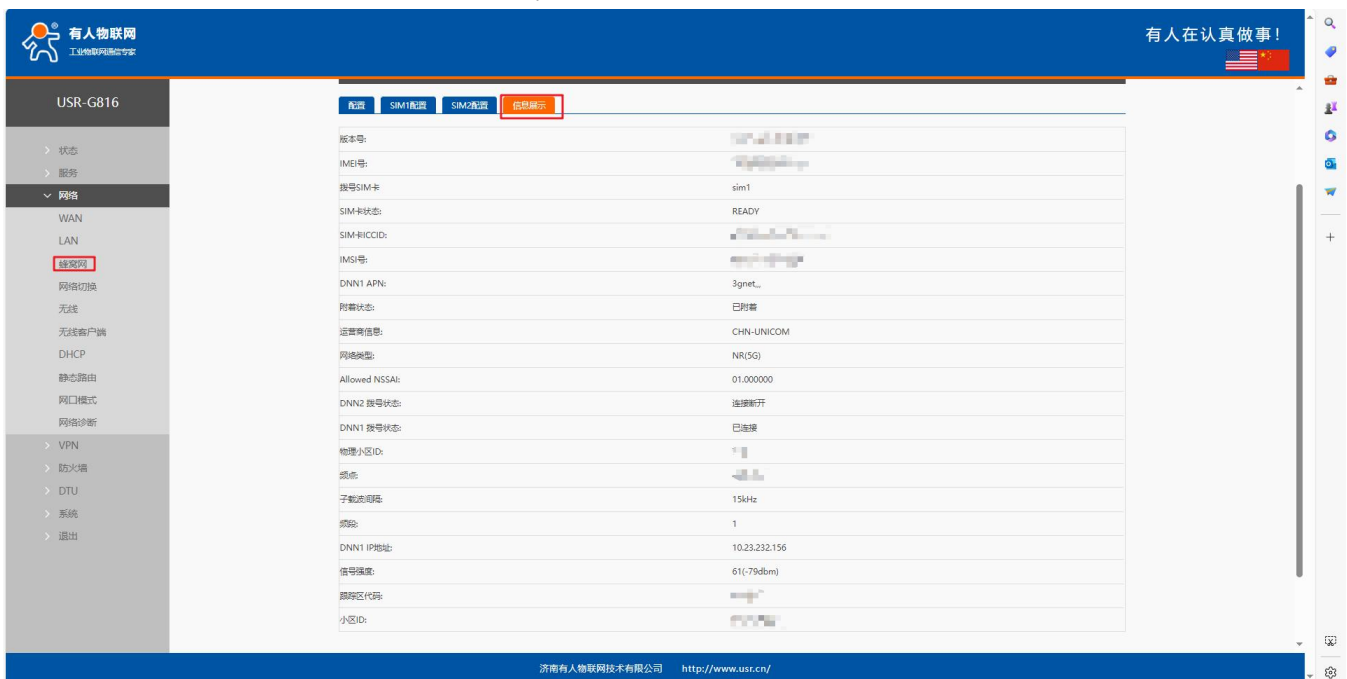 有人物联网
工业物联网通信专家
有人在认真做事!
USR-G816
状态
服务
网络
WAN
LAN
蜂窝网
网络切换
无线
无线客户端
DHCP
静态路由
网口模式
网络诊断
VPN
防火墙
DTU
系统
退出
配置 SIM1配置 SIM2配置 信息展示
版本号:
IMEI号:
拨号SIM卡 sim1
SIM卡状态: READY
SIM卡ICCID:
IMSI号:
DNN1 APN: 3gnet,,,
附着状态: 已附着
运营商信息: CHN-UNICOM
网络类型: NR(5G)
Allowed NSSAI: 01.000000
DNN2 拨号状态: 连接断开
DNN1 拨号状态: 已连接
物理小区ID:
频点:
子载波间隔: 15kHz
频段: 1
DNN1 IP地址: 10.23.232.156
信号强度: 61(-79dbm)
跟踪区代码:
小区ID:
济南有人物联网技术有限公司 http://www.usr.cn/